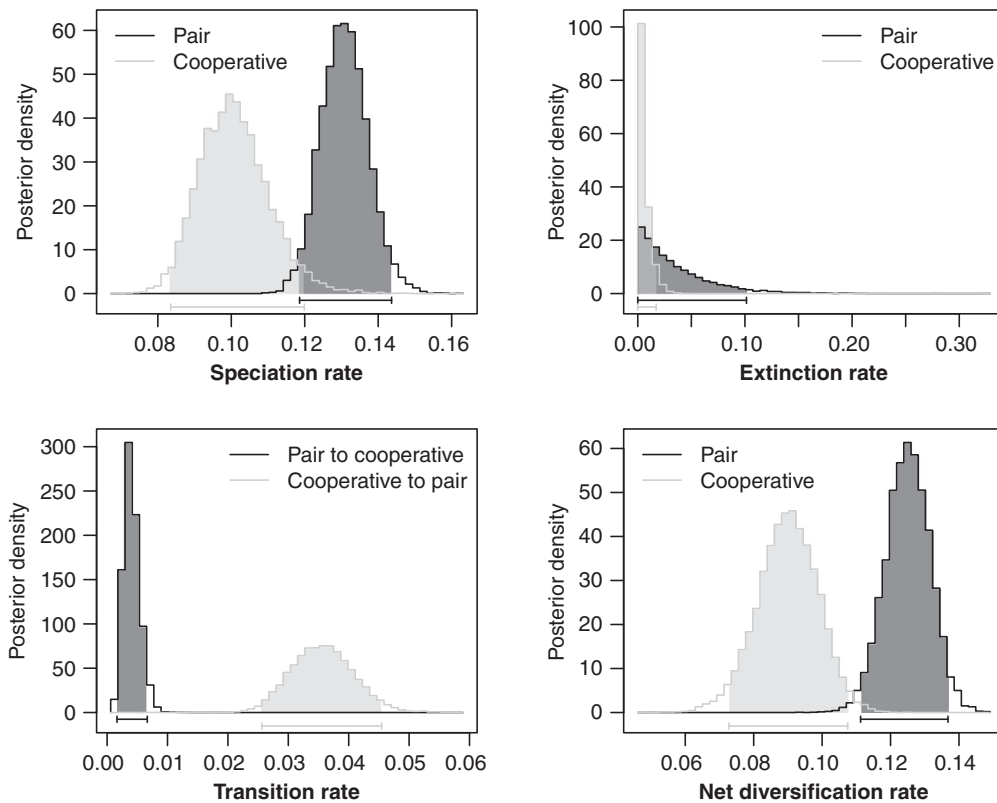 Posterior density
60
50
40
30
20
10
0
Pair
Cooperative
0.08 0.10 0.12 0.14 0.16
Speciation rate
Posterior density
100
80
60
40
20
0
Pair
Cooperative
0.00 0.10 0.20 0.30
Extinction rate
Posterior density
300
250
200
150
100
50
0
Pair to cooperative
Cooperative to pair
0.00 0.01 0.02 0.03 0.04 0.05 0.06
Transition rate
Posterior density
60
50
40
30
20
10
0
Pair
Cooperative
0.06 0.08 0.10 0.12 0.14
Net diversification rate